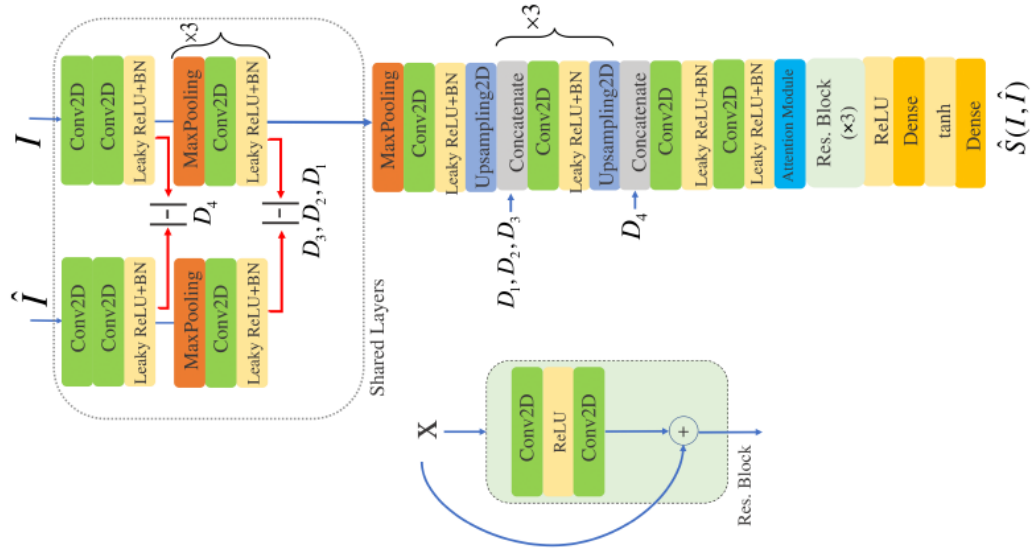 I
Conv2D
Conv2D
Leaky ReLU+BN
MaxPooling
Conv2D
Leaky ReLU+BN
×3
Î
Conv2D
Conv2D
Leaky ReLU+BN
MaxPooling
Conv2D
Leaky ReLU+BN
|-|
D₄
|-|
D₃, D₂, D₁
Shared Layers
MaxPooling
Conv2D
Leaky ReLU+BN
Upsampling2D
Concatenate
Conv2D
Leaky ReLU+BN
Upsampling2D
×3
Concatenate
Conv2D
Leaky ReLU+BN
Conv2D
Leaky ReLU+BN
Attention Module
Res. Block
(×3)
ReLU
Dense
tanh
Dense
Ŝ(I, Î)
D₁, D₂, D₃
D₄
X
Conv2D
ReLU
Conv2D
+
Res. Block